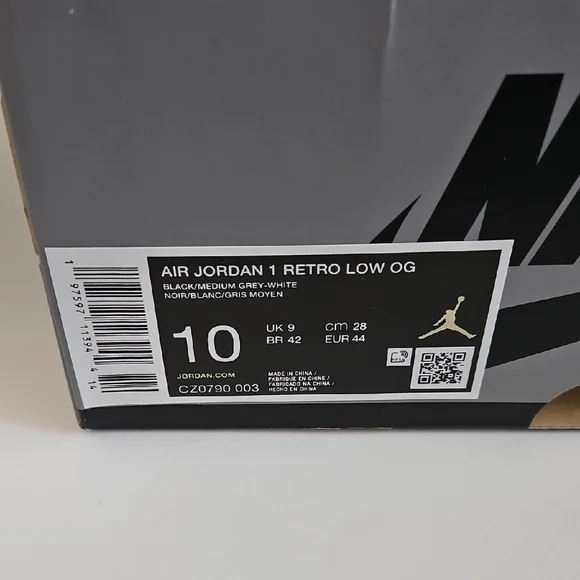 AIR JORDAN 1 RETRO LOW OG
BLACK/MEDIUM GREY-WHITE
NOIR/BLANC/GRIS MOYEN
10
UK 9 cm 28
BR 42 EUR 44
JORDAN.COM
CZ0790 003
MADE IN CHINA /
FABRIQUE EN CHINE /
FABRICADO NA CHINA /
HECHO EN CHINA
1 97597 11394 4 14